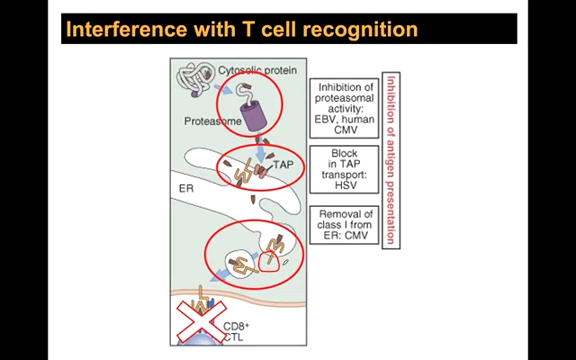 Interference with T cell recognition
Cytosolic protein
Proteasome
TAP
ER
CD8+
CTL
Inhibition of
proteasomal
activity:
EBV, human
CMV
Block
in TAP
transport:
HSV
Removal of
class I from
ER: CMV
Inhibition of antigen presentation